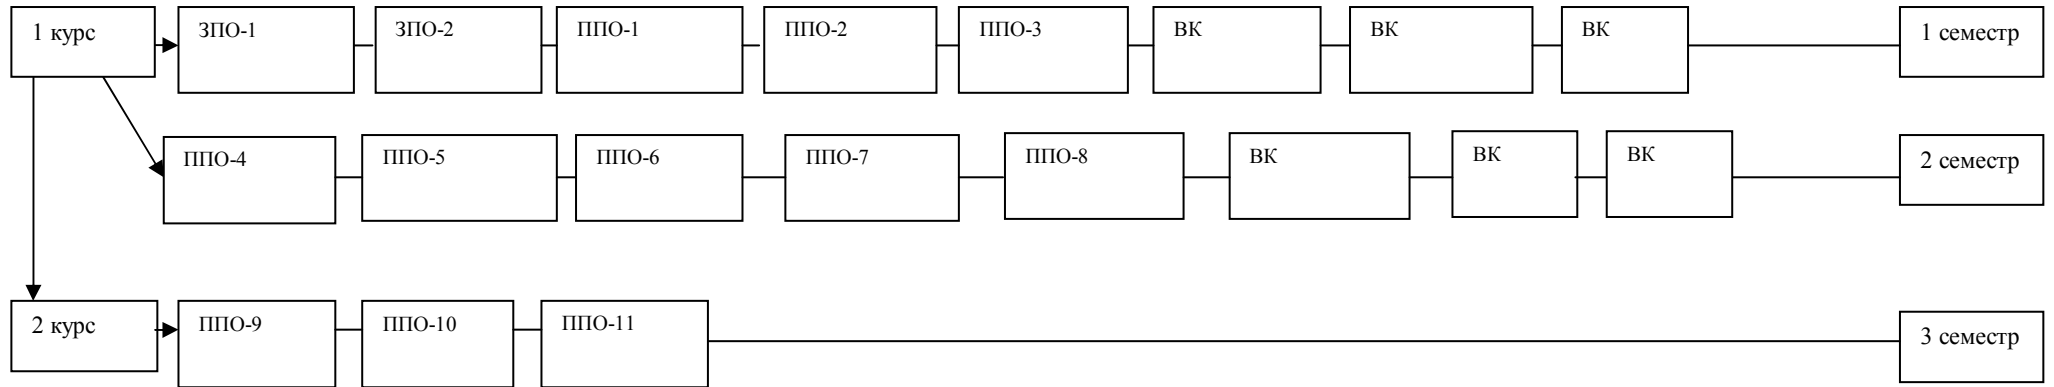 1 курс
ЗПО-1
ЗПО-2
ППО-1
ППО-2
ППО-3
ВК
ВК
ВК
1 семестр
ППО-4
ППО-5
ППО-6
ППО-7
ППО-8
ВК
ВК
ВК
2 семестр
2 курс
ППО-9
ППО-10
ППО-11
3 семестр